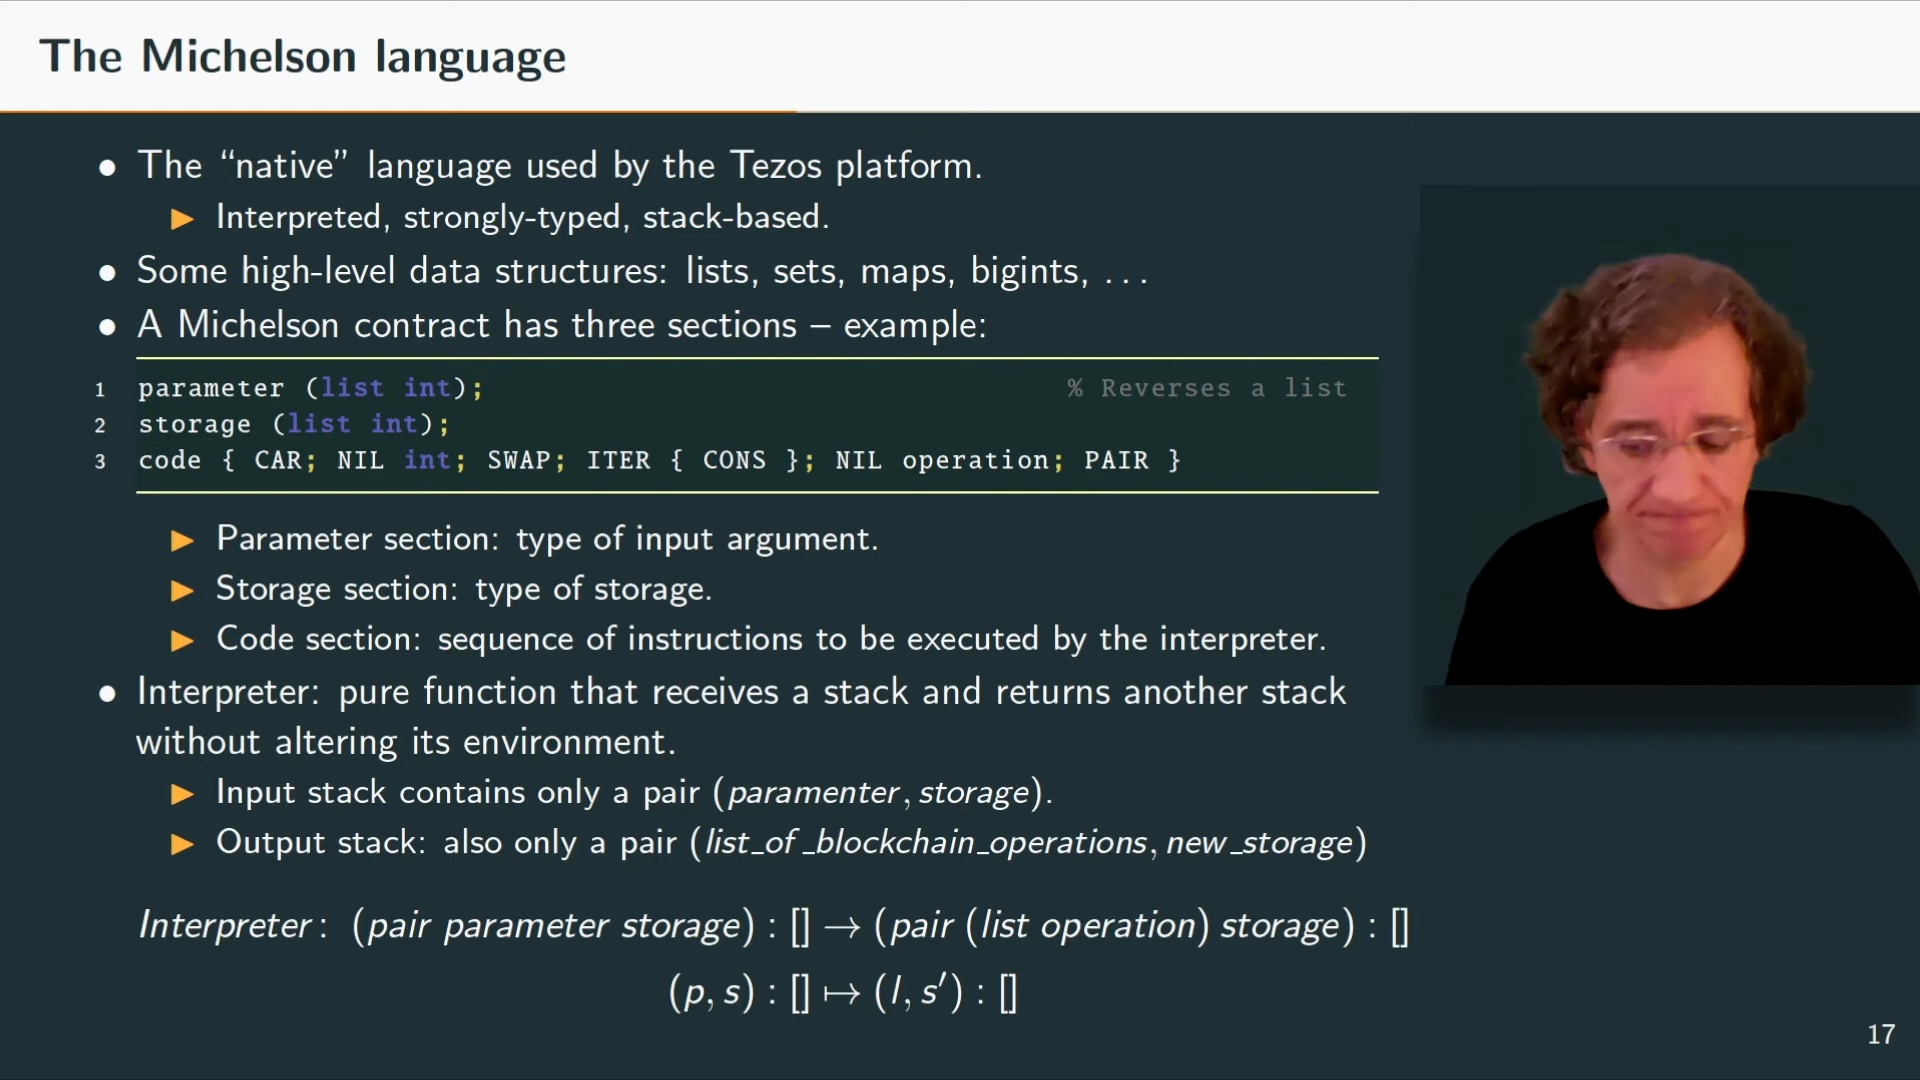 The Michelson language
• The “native” language used by the Tezos platform.
▶ Interpreted, strongly-typed, stack-based.
• Some high-level data structures: lists, sets, maps, bigints, . . .
• A Michelson contract has three sections – example:
1 parameter (list int); % Reverses a list
2 storage (list int);
3 code { CAR; NIL int; SWAP; ITER { CONS }; NIL operation; PAIR }
▶ Parameter section: type of input argument.
▶ Storage section: type of storage.
▶ Code section: sequence of instructions to be executed by the interpreter.
• Interpreter: pure function that receives a stack and returns another stack
without altering its environment.
▶ Input stack contains only a pair (paramenter, storage).
▶ Output stack: also only a pair (list_of_blockchain_operations, new_storage)
Interpreter : (pair parameter storage) : [] → (pair (list operation) storage) : []
(p, s) : [] ↦ (l, s′) : []
17